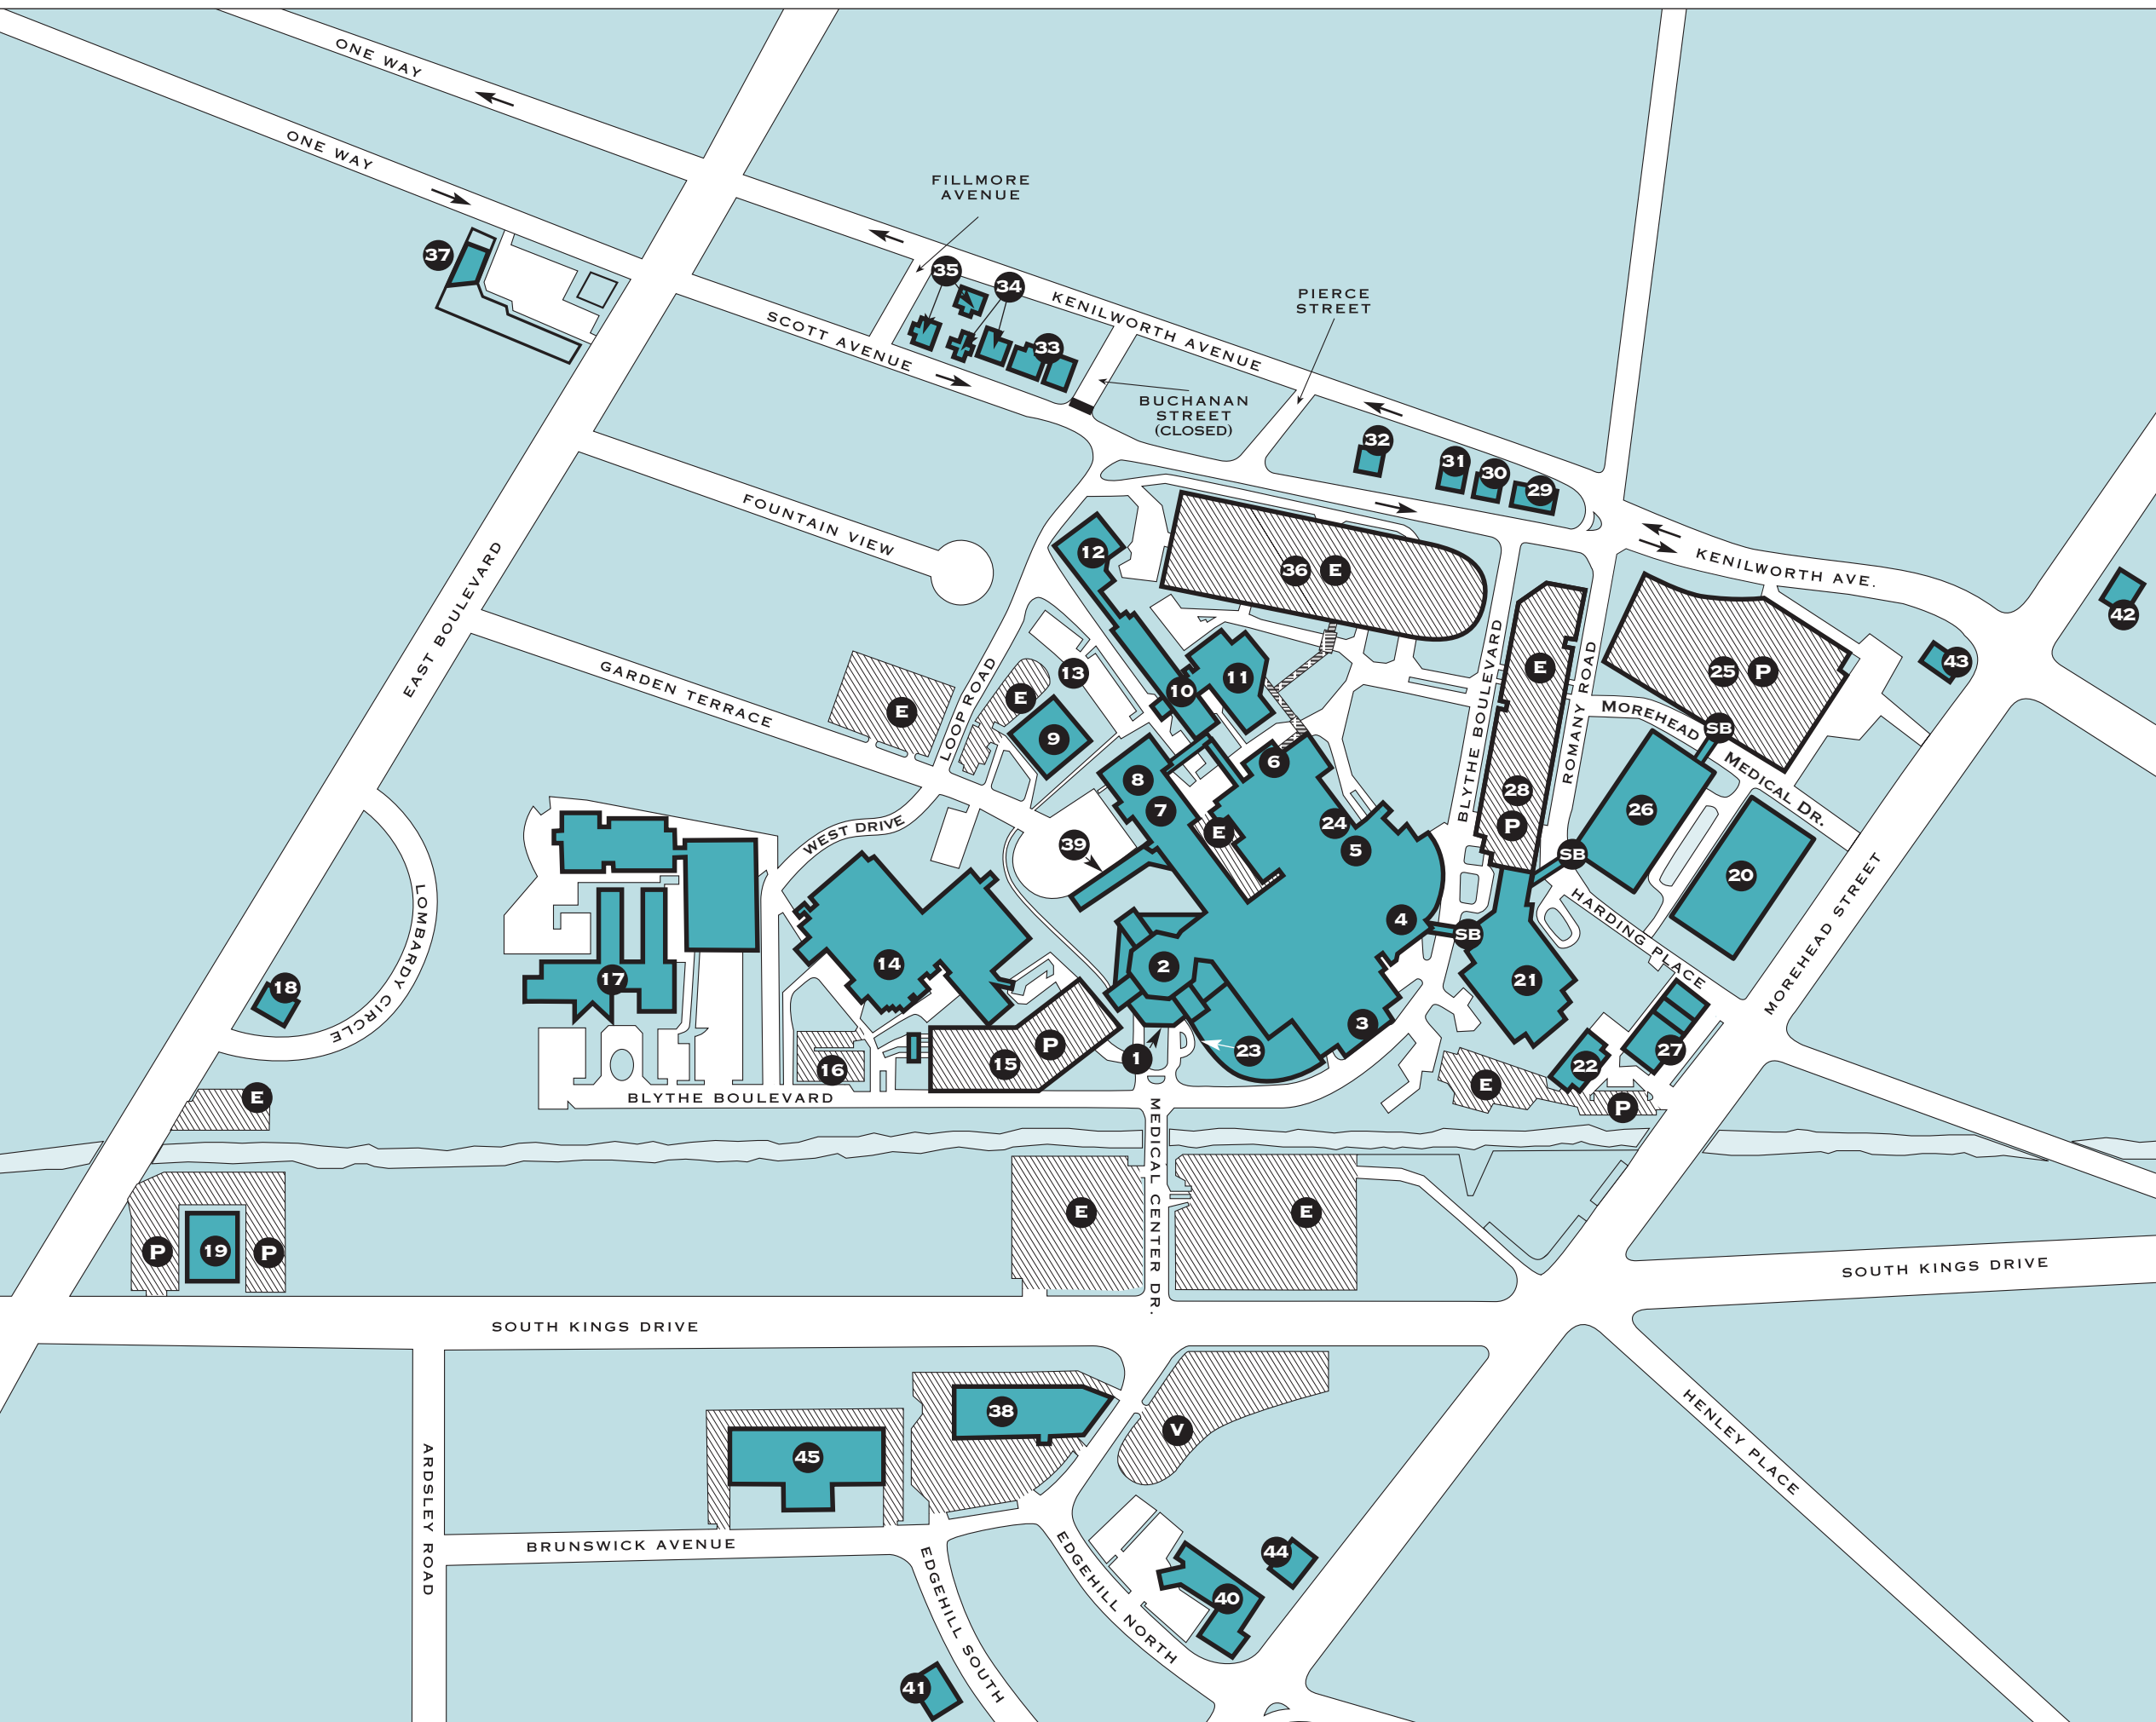 ONE WAY
ONE WAY
FILLMORE
AVENUE
37
35
34
KENILWORTH AVENUE
PIERCE
STREET
33
SCOTT AVENUE
BUCHANAN
STREET
(CLOSED)
32
31
30
29
FOUNTAIN VIEW
12
36
E
KENILWORTH AVE.
42
43
EAST BOULEVARD
GARDEN TERRACE
LOOP ROAD
E
E
13
9
10
11
BLYTHE BOULEVARD
ROMANY ROAD
E
25
P
MOREHEAD
MEDICAL DR.
SB
8
7
6
E
24
5
28
P
26
20
39
WEST DRIVE
SB
LOMBARDY CIRCLE
4
SB
HARDING PLACE
MOREHEAD STREET
14
17
18
2
21
3
23
1
15
P
16
22
27
E
P
E
BLYTHE BOULEVARD
MEDICAL CENTER DR.
E
E
P
19
P
SOUTH KINGS DRIVE
SOUTH KINGS DRIVE
38
V
45
HENLEY PLACE
ARDSLEY ROAD
BRUNSWICK AVENUE
EDGEHILL SOUTH
EDGEHILL NORTH
44
40
41